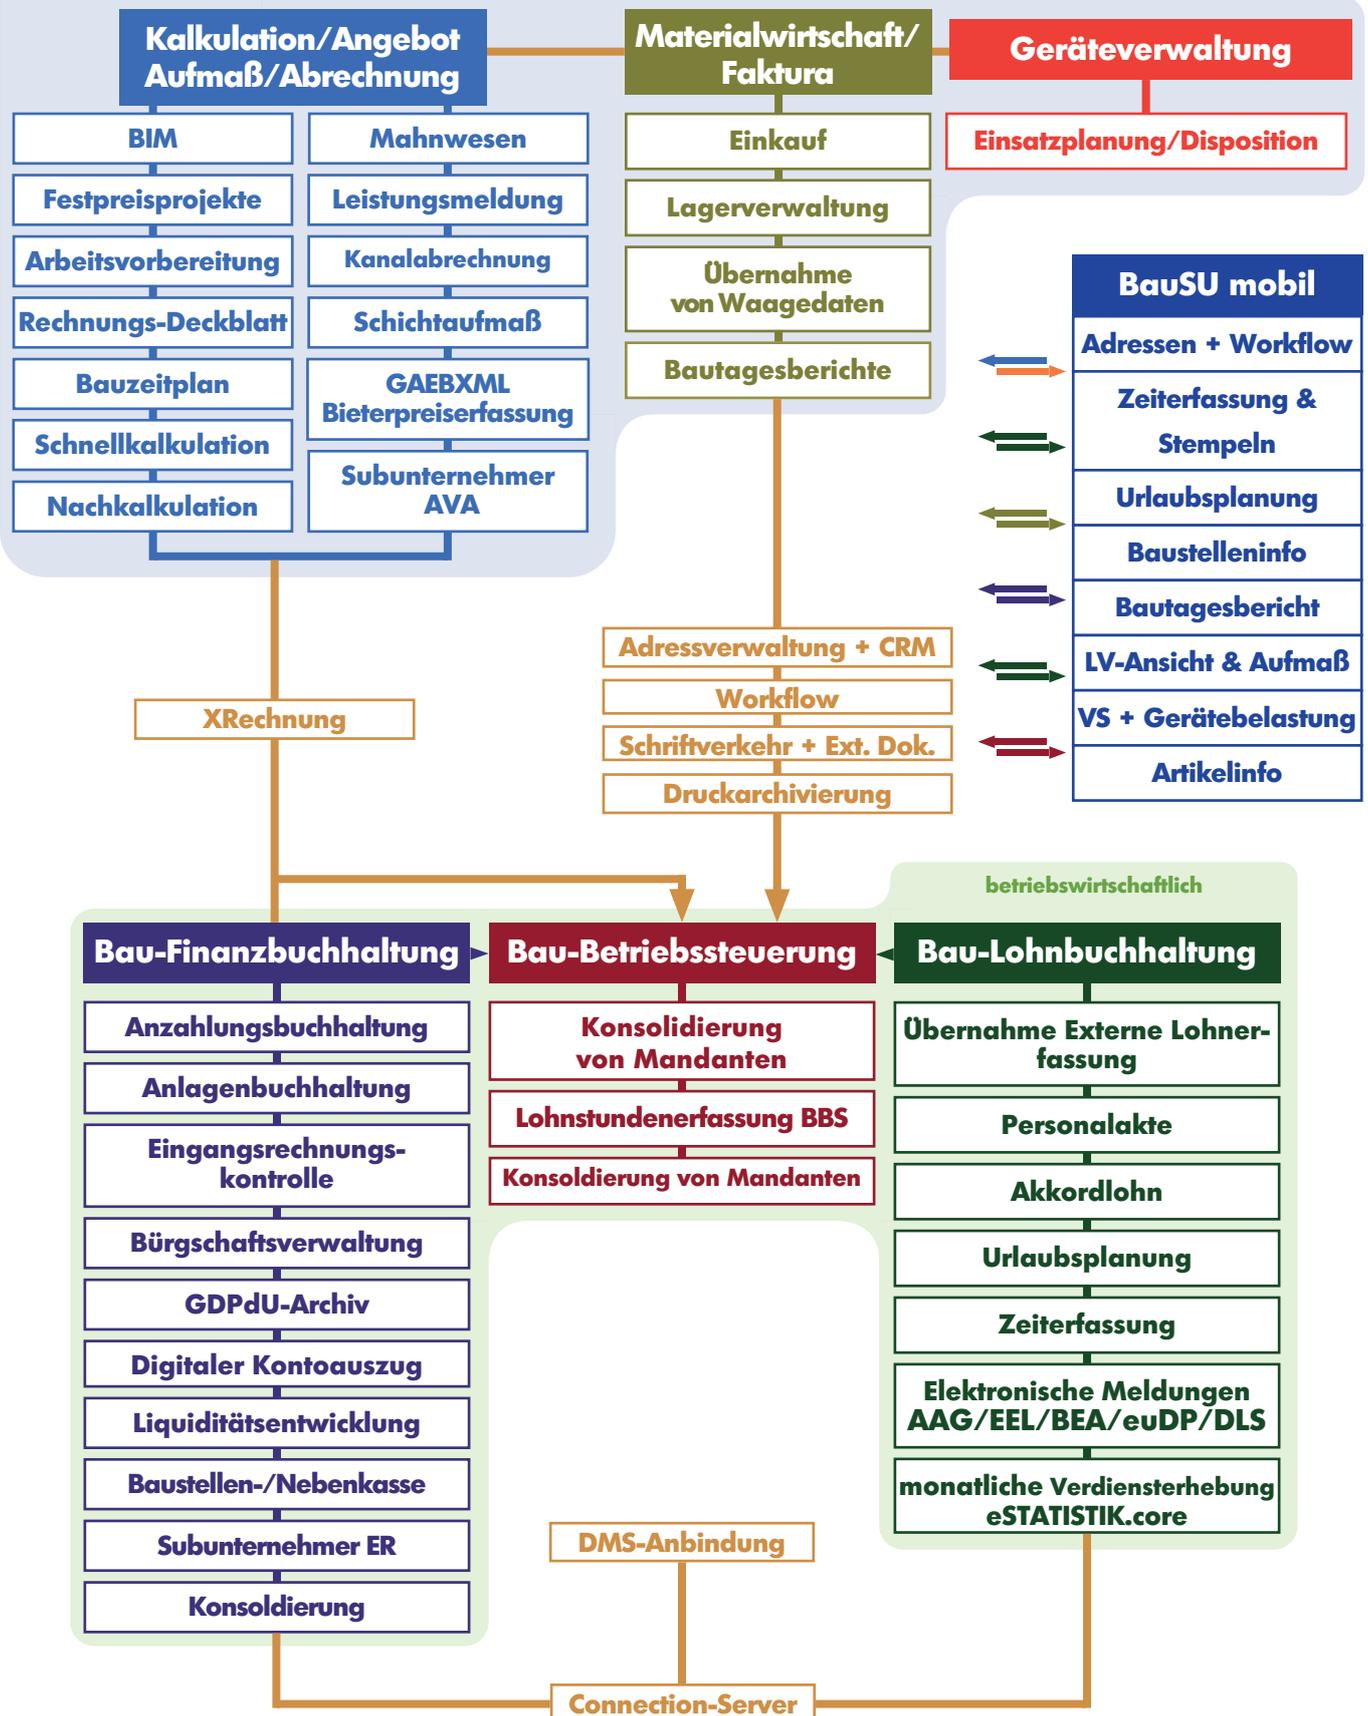 Kalkulation/Angebot
Aufmaß/Abrechnung
BIM
Festpreisprojekte
Arbeitsvorbereitung
Rechnungs-Deckblatt
Bauzeitplan
Schnellkalkulation
Nachkalkulation
Mahnwesen
Leistungsmeldung
Kanalabrechnung
Schichtaufmaß
GAEBXML
Bieterpreiserfassung
Subunternehmer
AVA
Materialwirtschaft/
Faktura
Einkauf
Lagerverwaltung
Übernahme
von Waagedaten
Bautagesberichte
Geräteverwaltung
Einsatzplanung/Disposition
BauSU mobil
Adressen + Workflow
Zeiterfassung &
Stempeln
Urlaubsplanung
Baustelleninfo
Bautagesbericht
LV-Ansicht & Aufmaß
VS + Gerätebelastung
Artikelinfo
XRechnung
Adressverwaltung + CRM
Workflow
Schriftverkehr + Ext. Dok.
Druckarchivierung
betriebswirtschaftlich
Bau-Finanzbuchhaltung
Anzahlungsbuchhaltung
Anlagenbuchhaltung
Eingangsrechnungs-
kontrolle
Bürgschaftsverwaltung
GDPdU-Archiv
Digitaler Kontoauszug
Liquiditätsentwicklung
Baustellen-/Nebenkasse
Subunternehmer ER
Konsoldierung
Bau-Betriebssteuerung
Konsolidierung
von Mandanten
Lohnstundenerfassung BBS
Konsoldierung von Mandanten
Bau-Lohnbuchhaltung
Übernahme Externe Lohner-
fassung
Personalakte
Akkordlohn
Urlaubsplanung
Zeiterfassung
Elektronische Meldungen
AAG/EEL/BEA/euDP/DLS
monatliche Verdiensterhebung
eSTATISTIK.core
DMS-Anbindung
Connection-Server